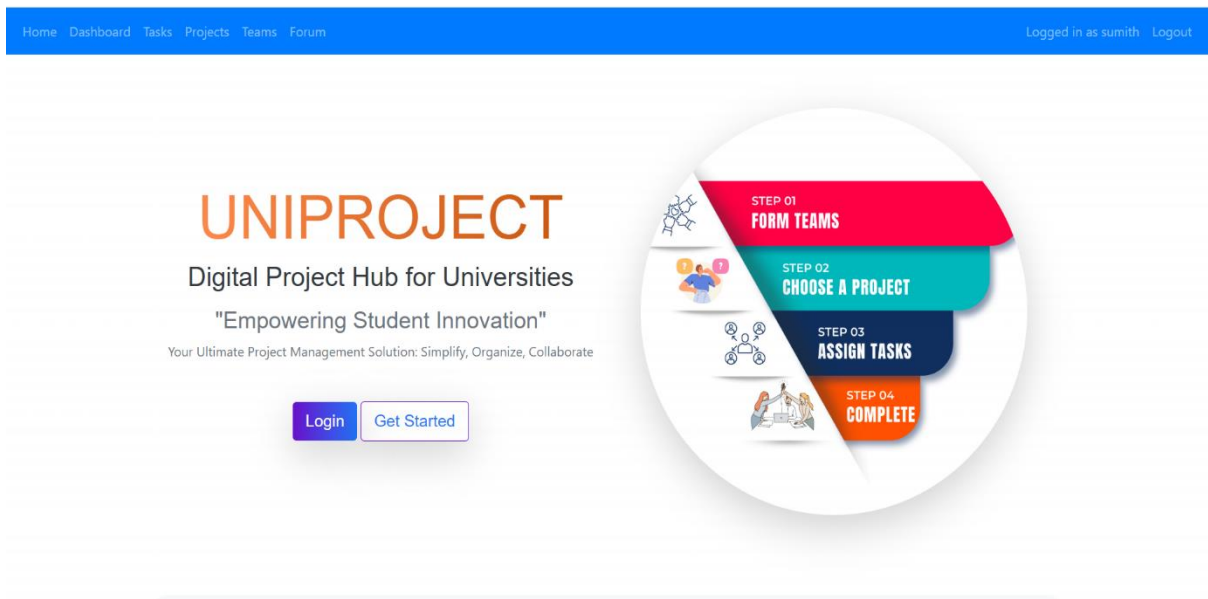 Home Dashboard Tasks Projects Teams Forum Logged in as sumith Logout
UNIPROJECT
Digital Project Hub for Universities
"Empowering Student Innovation"
Your Ultimate Project Management Solution: Simplify, Organize, Collaborate
Login Get Started
STEP 01
FORM TEAMS
? ?
STEP 02
CHOOSE A PROJECT
STEP 03
ASSIGN TASKS
STEP 04
COMPLETE